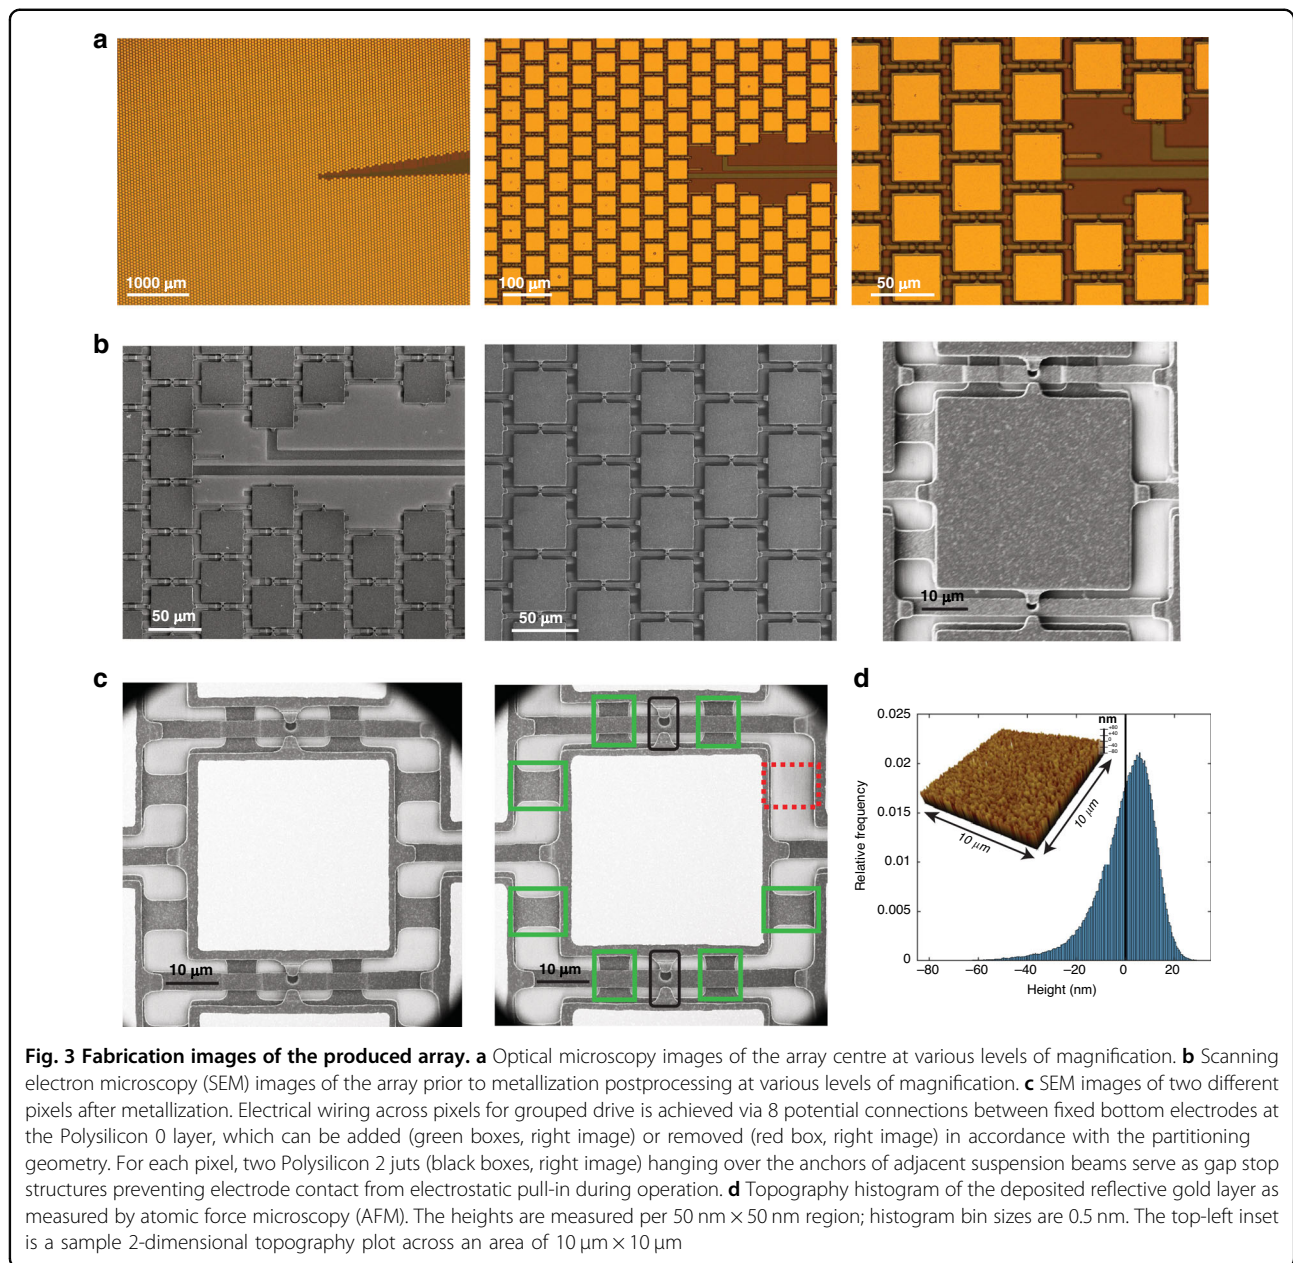 a
1000 μm
100 μm
50 μm
b
50 μm
50 μm
10 μm
c
10 μm
10 μm
d
0.025
0.02
0.015
0.01
0.005
0
Relative frequency
nm
+80
+40
0
−40
−80
10 μm
10 μm
−80
−60
−40
−20
0
20
Height (nm)
Fig. 3 Fabrication images of the produced array. a Optical microscopy images of the array centre at various levels of magnification. b Scanning
electron microscopy (SEM) images of the array prior to metallization postprocessing at various levels of magnification. c SEM images of two different
pixels after metallization. Electrical wiring across pixels for grouped drive is achieved via 8 potential connections between fixed bottom electrodes at
the Polysilicon 0 layer, which can be added (green boxes, right image) or removed (red box, right image) in accordance with the partitioning
geometry. For each pixel, two Polysilicon 2 juts (black boxes, right image) hanging over the anchors of adjacent suspension beams serve as gap stop
structures preventing electrode contact from electrostatic pull-in during operation. d Topography histogram of the deposited reflective gold layer as
measured by atomic force microscopy (AFM). The heights are measured per 50 nm × 50 nm region; histogram bin sizes are 0.5 nm. The top-left inset
is a sample 2-dimensional topography plot across an area of 10 μm × 10 μm